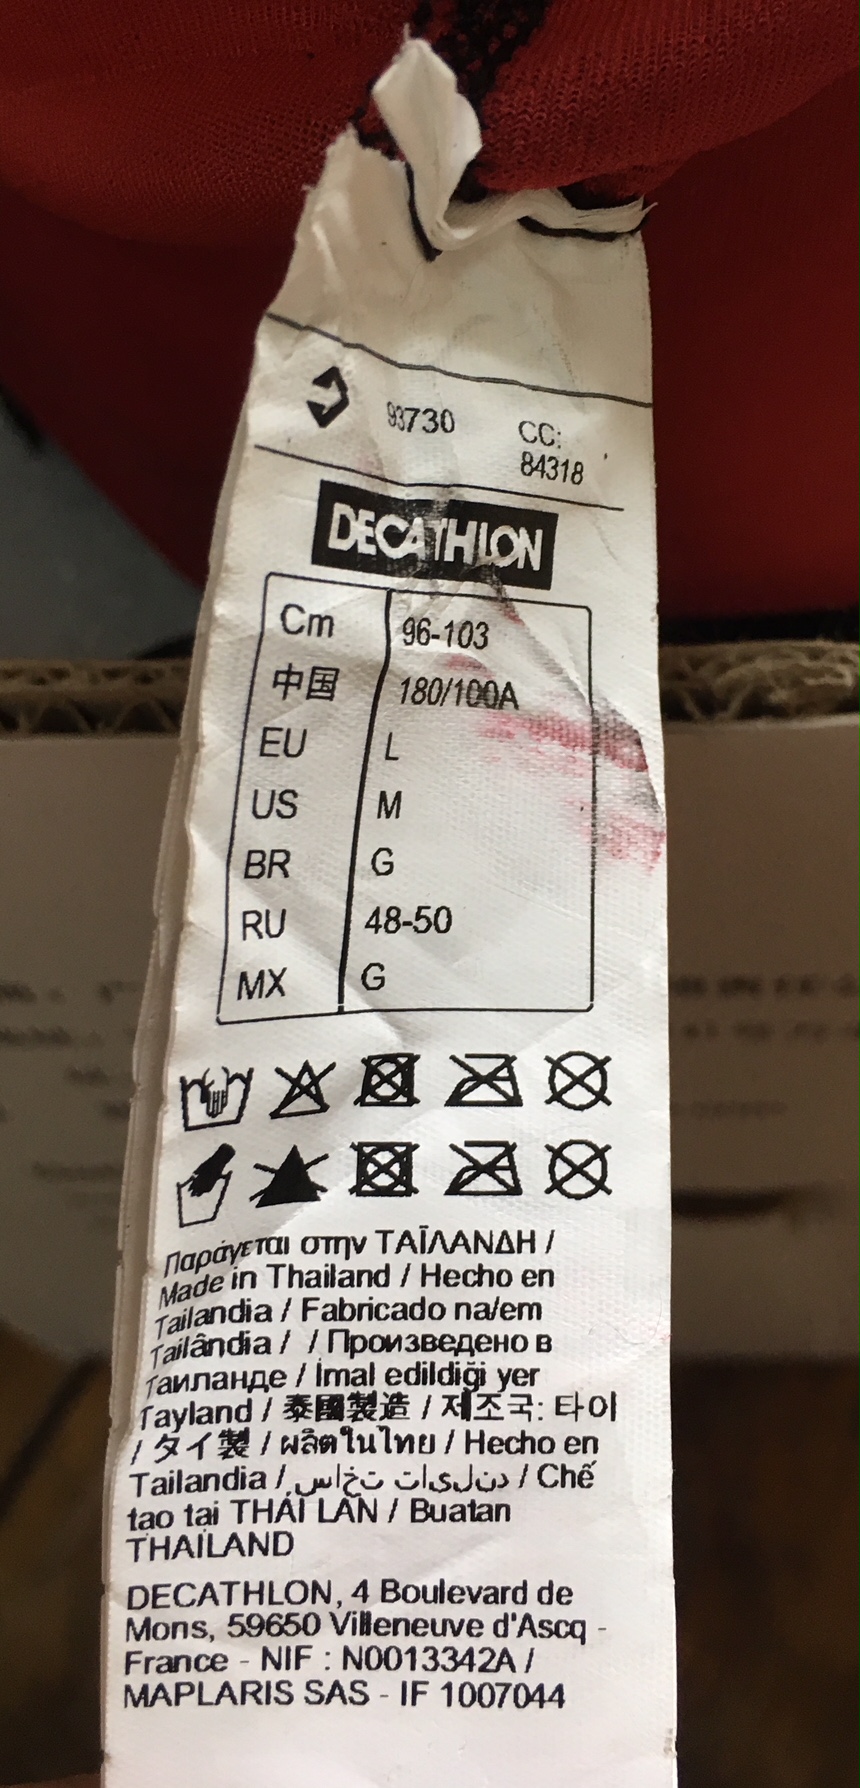 93730 CC:
84318
DECATHLON
Cm 96-103
中国 180/100A
EU L
US M
BR G
RU 48-50
MX G
Παράγεται στην ΤΑΪΛΑΝΔΗ /
Made in Thailand / Hecho en
Tailandia / Fabricado na/em
Tailândia / / Произведено в
Таиланде / İmal edildiği yer
Tayland / 泰國製造 / 제조국: 타이
/ タイ製 / ผลิตในไทย / Hecho en
Tailandia / ساخت تایلند / Chế
tao tai THÁI LAN / Buatan
THAILAND
DECATHLON, 4 Boulevard de
Mons, 59650 Villeneuve d'Ascq -
France - NIF : N0013342A /
MAPLARIS SAS - IF 1007044